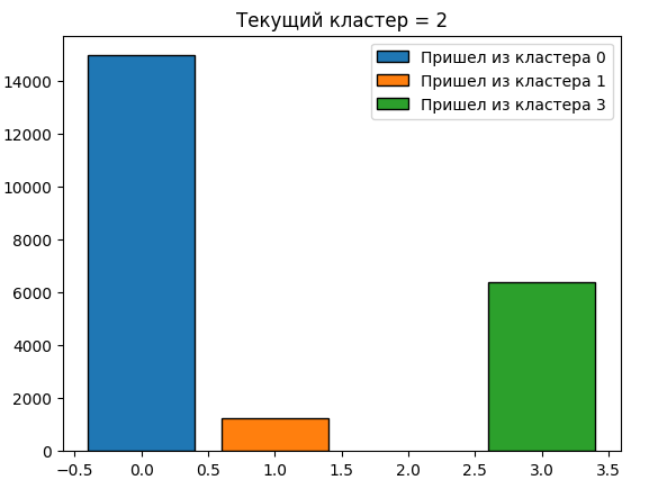 Текущий кластер = 2
Пришел из кластера 0
Пришел из кластера 1
Пришел из кластера 3
14000
12000
10000
8000
6000
4000
2000
0
−0.5 0.0 0.5 1.0 1.5 2.0 2.5 3.0 3.5